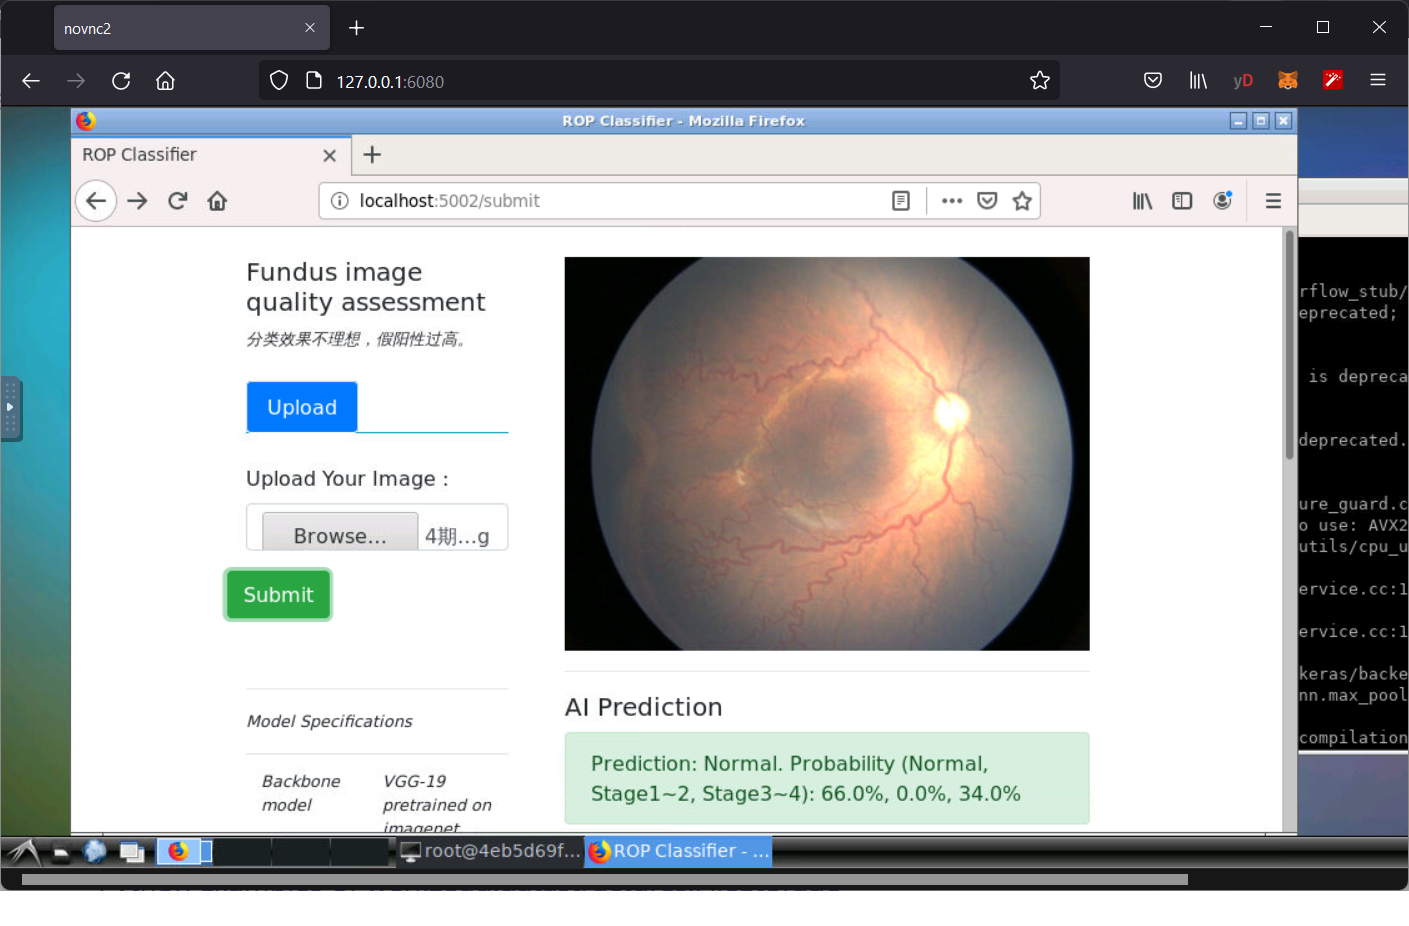 novnc2
127.0.0.1:6080
yD
ROP Classifier - Mozilla Firefox
ROP Classifier
localhost:5002/submit
Fundus image
quality assessment
分类效果不理想，假阳性过高。
Upload
Upload Your Image :
Browse... 4期...g
Submit
Model Specifications
Backbone
model
VGG-19
pretrained on
imagenet
AI Prediction
Prediction: Normal. Probability (Normal,
Stage1~2, Stage3~4): 66.0%, 0.0%, 34.0%
rflow_stub/
eprecated;
is depreca
deprecated.
ure_guard.c
o use: AVX2
utils/cpu_u
ervice.cc:1
ervice.cc:1
keras/backe
nn.max_pool
compilation
root@4eb5d69f...
ROP Classifier - ...